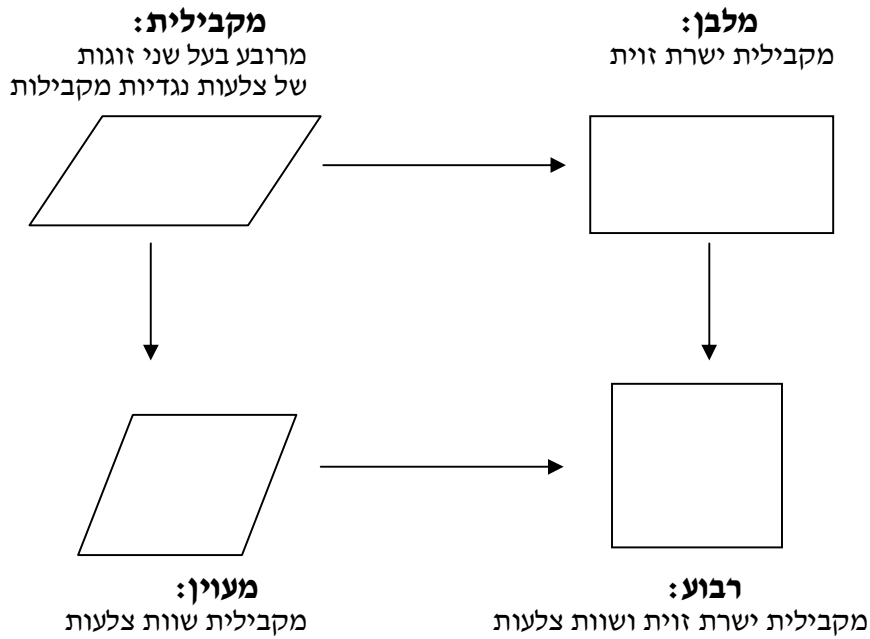 מלבן:
מקבילית ישרת זוית
מקבילית:
מרובע בעל שני זוגות
של צלעות נגדיות מקבילות
רבוע:
מקבילית ישרת זוית ושוות צלעות
מעוין:
מקבילית שוות צלעות